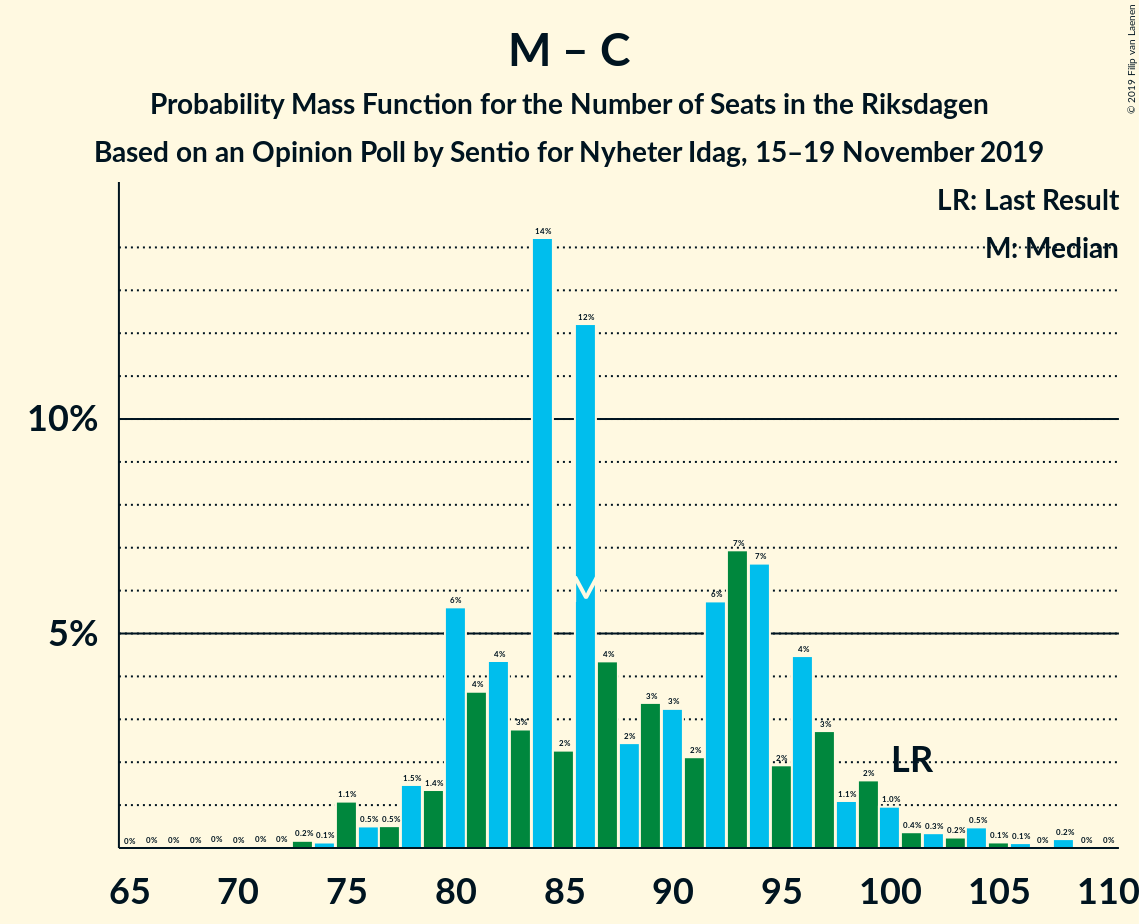 © 2019 Filip van Laenen
M – C
Probability Mass Function for the Number of Seats in the Riksdagen
Based on an Opinion Poll by Sentio for Nyheter Idag, 15–19 November 2019
LR: Last Result
M: Median
10%
5%
0% 0% 0% 0% 0% 0% 0% 0% 0.2% 0.1% 1.1% 0.5% 0.5% 1.5% 1.4% 6% 4% 4% 3% 14% 2% 12% 4% 2% 3% 3% 2% 6% 7% 7% 2% 4% 3% 1.1% 2% 1.0% 0.4% 0.3% 0.2% 0.5% 0.1% 0.1% 0% 0.2% 0% 0%
LR
65 70 75 80 85 90 95 100 105 110